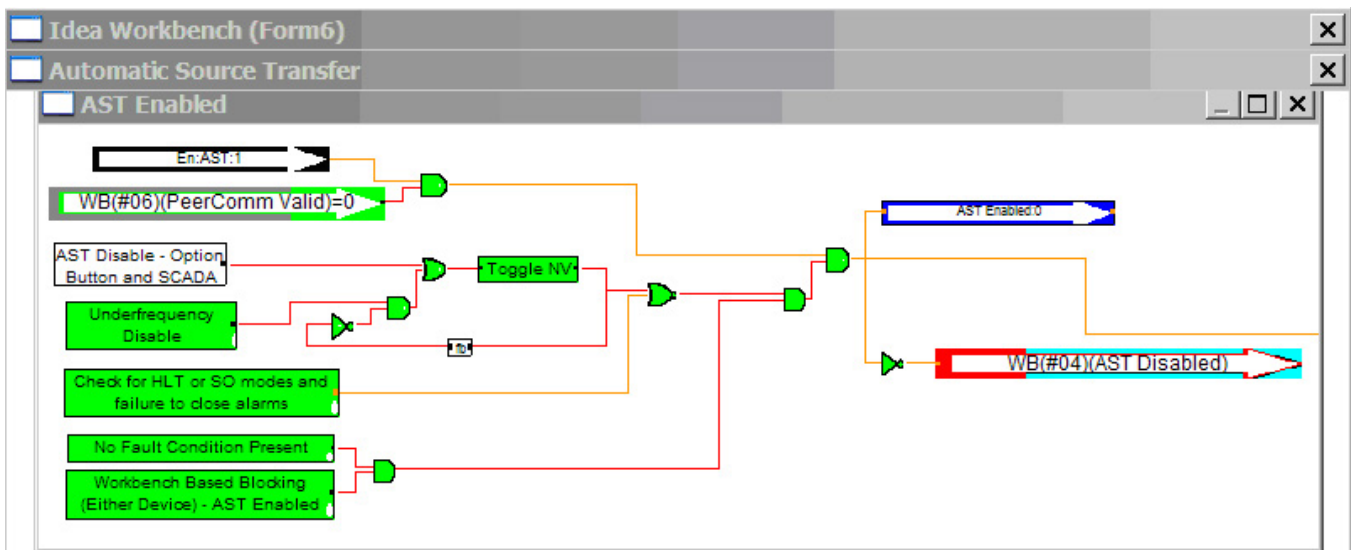 Idea Workbench (Form6)
Automatic Source Transfer
AST Enabled
En:AST:1
WB(#06)(PeerComm Valid)=0
AST Disable - Option
Button and SCADA
Toggle NV
Underfrequency
Disable
fb
Check for HLT or SO modes and
failure to close alarms
No Fault Condition Present
Workbench Based Blocking
(Either Device) - AST Enabled
AST Enabled:0
WB(#04)(AST Disabled)